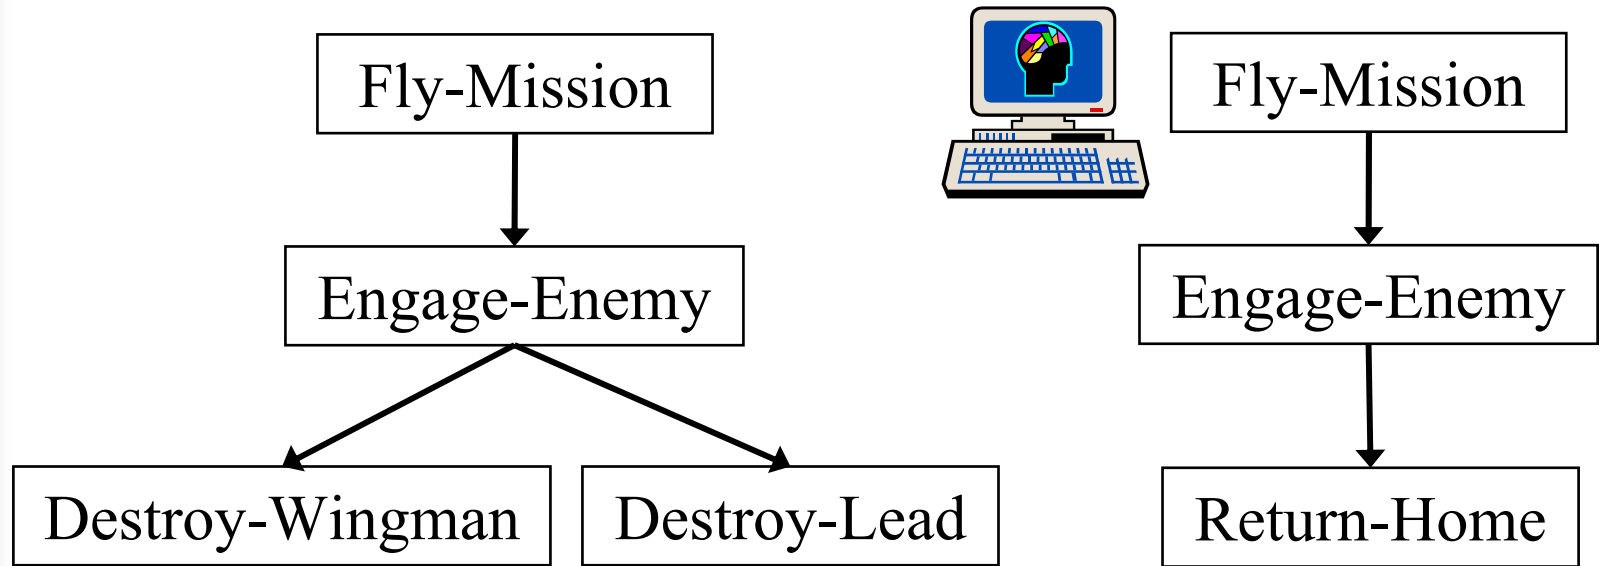 Fly-Mission
Engage-Enemy
Destroy-Wingman
Destroy-Lead
Fly-Mission
Engage-Enemy
Return-Home